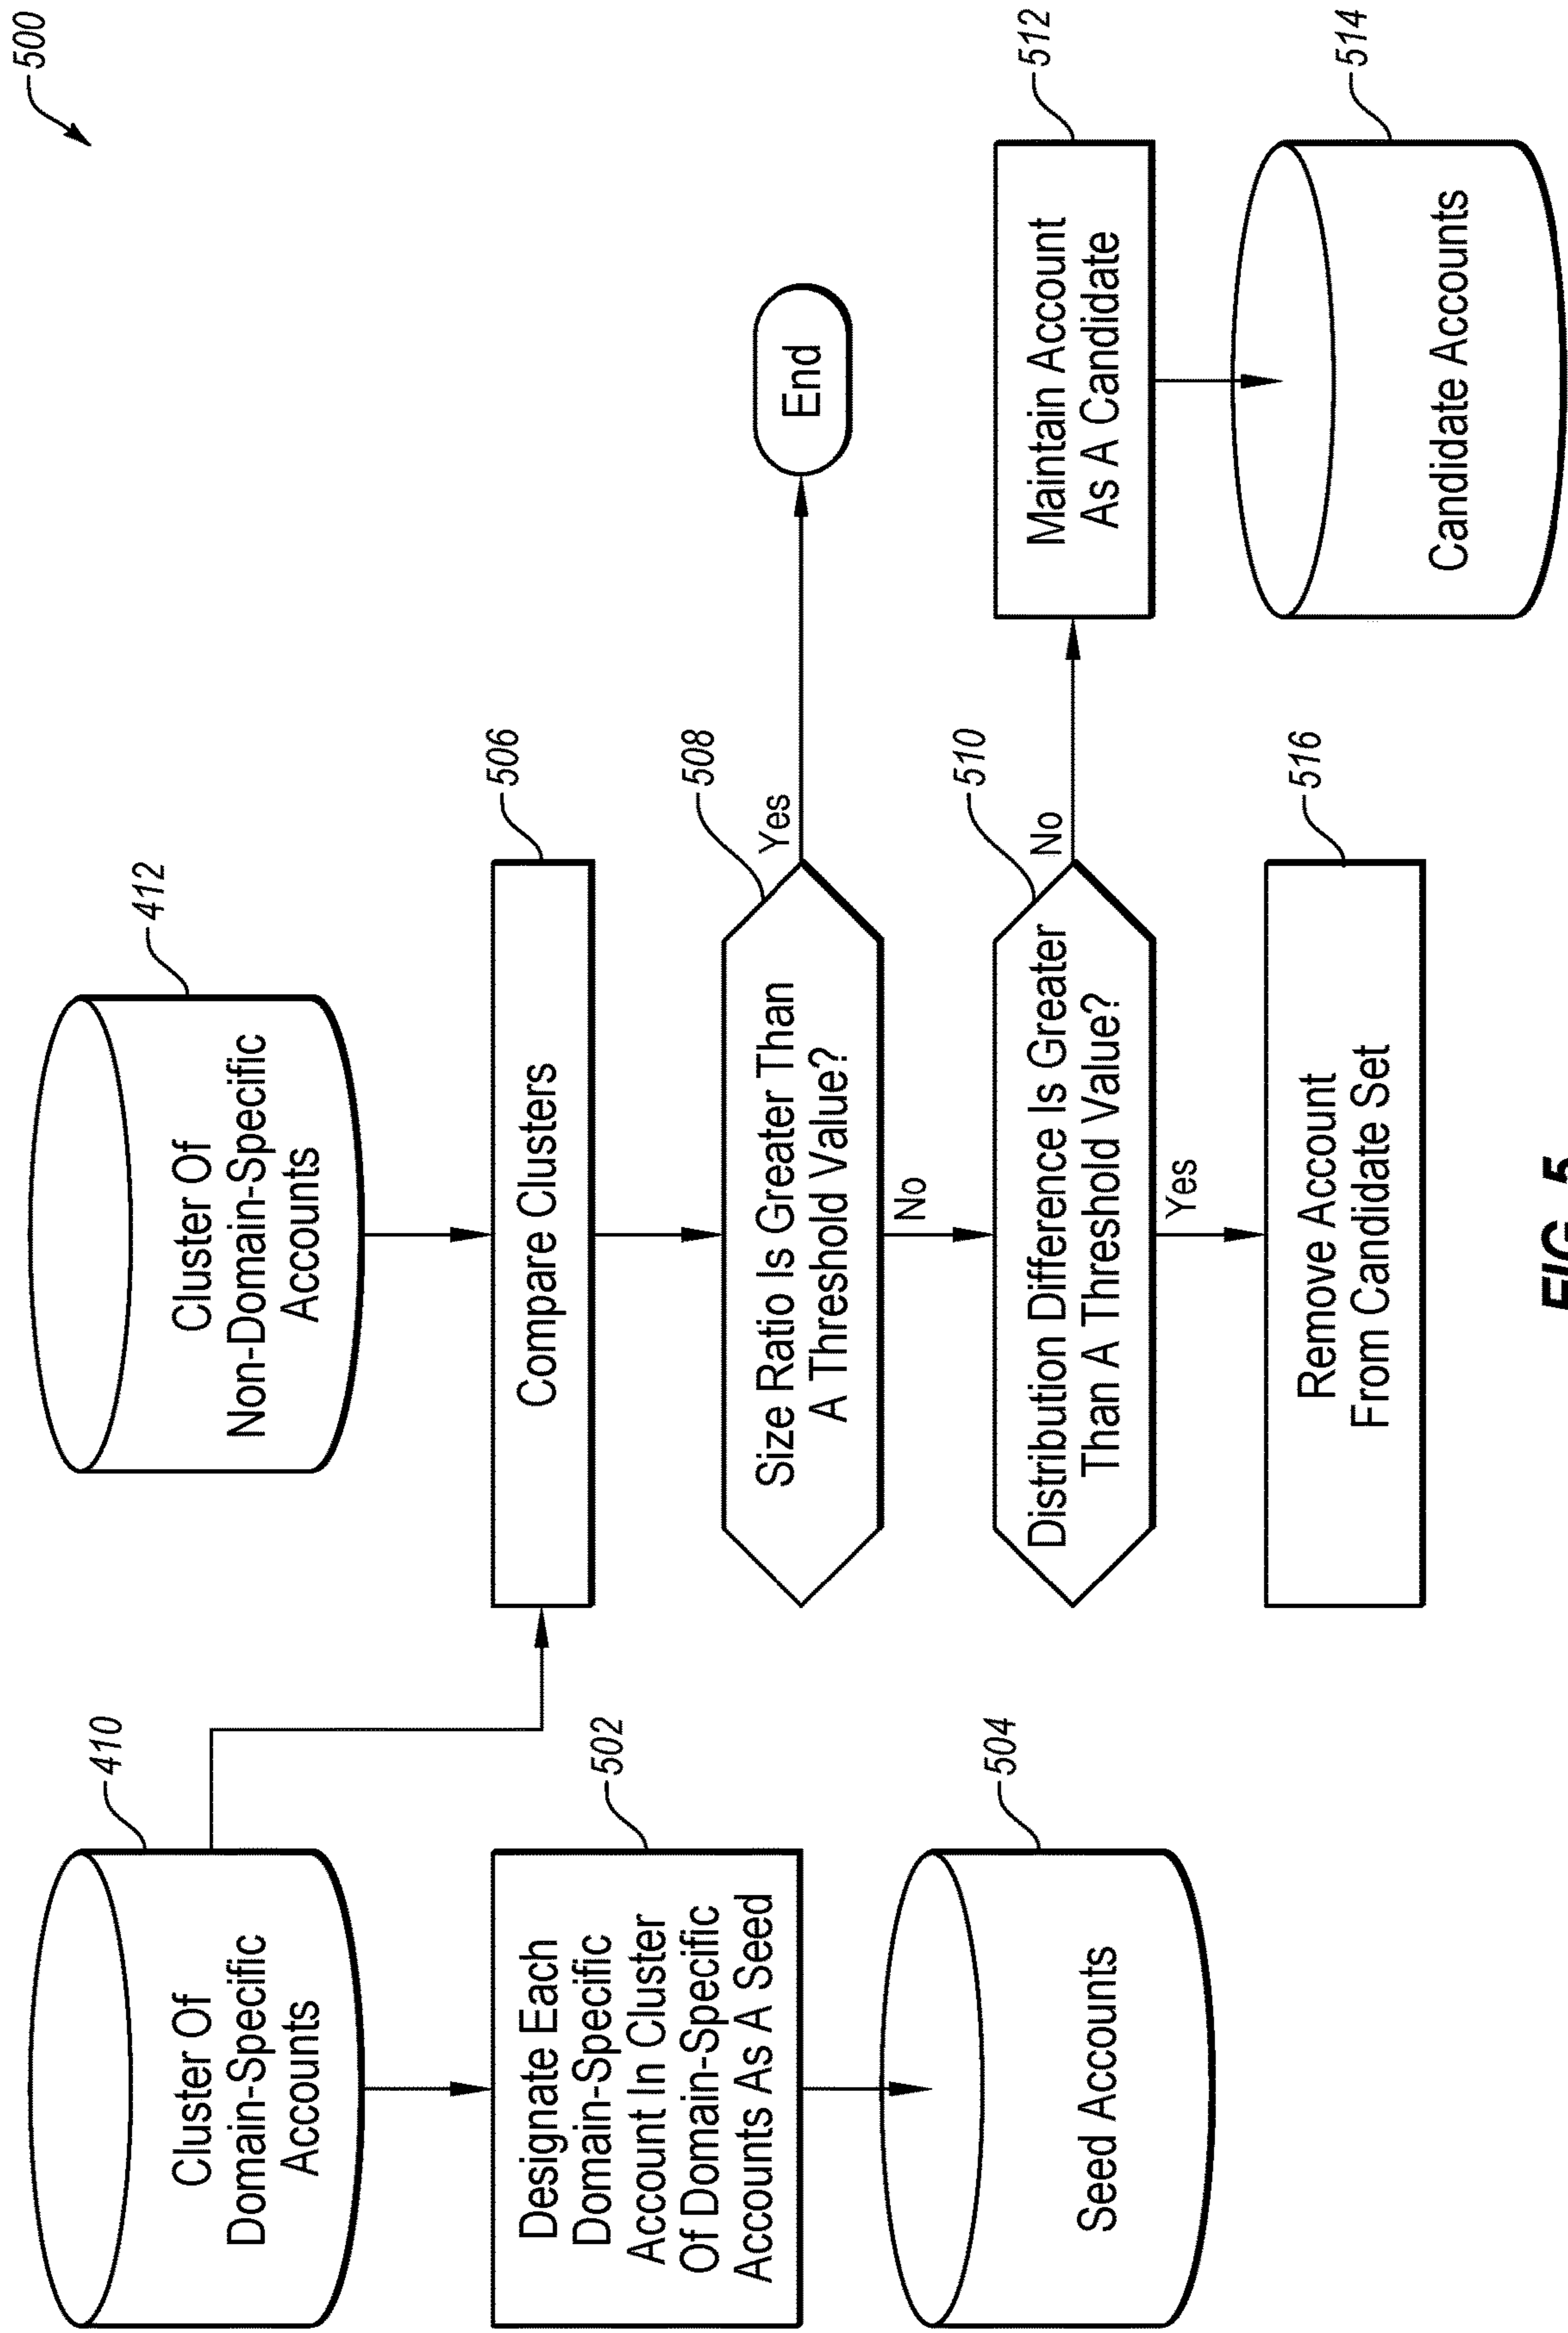 500
410
Cluster Of
Domain-Specific
Accounts
412
Cluster Of
Non-Domain-Specific
Accounts
502
Designate Each
Domain-Specific
Account In Cluster
Of Domain-Specific
Accounts As A Seed
506
Compare Clusters
508
Size Ratio Is Greater Than
A Threshold Value?
Yes
End
No
504
Seed Accounts
510
Distribution Difference Is Greater
Than A Threshold Value?
No
512
Maintain Account
As A Candidate
Yes
516
Remove Account
From Candidate Set
514
Candidate Accounts
FIG. 5